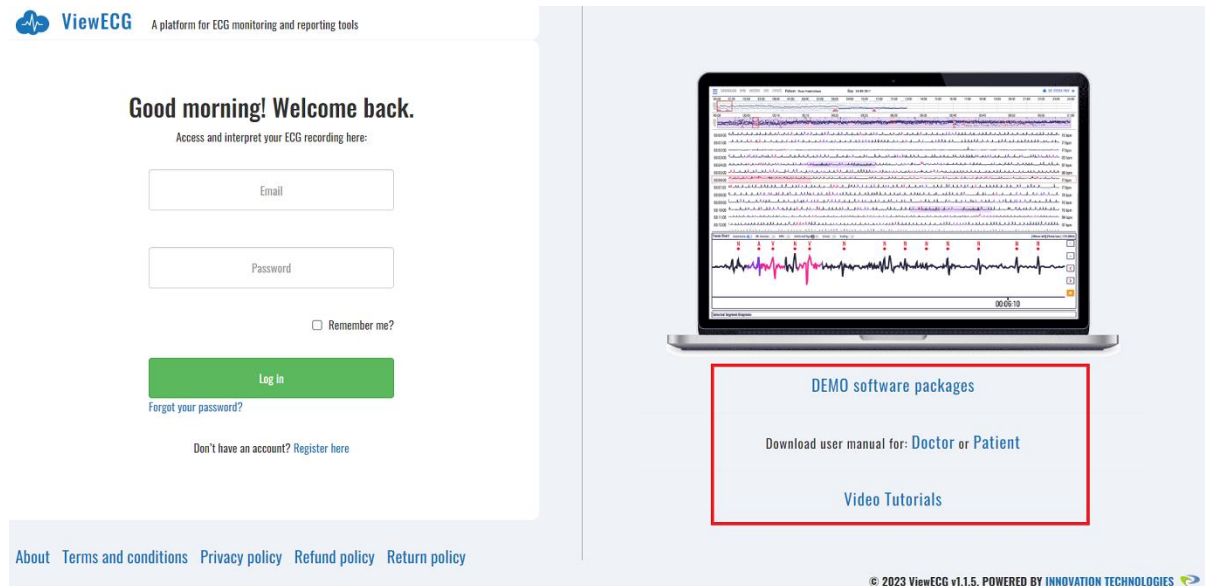 ViewECG A platform for ECG monitoring and reporting tools
Good morning! Welcome back.
Access and interpret your ECG recording here:
Email
Password
Remember me?
Log in
Forgot your password?
Don't have an account? Register here
About Terms and conditions Privacy policy Refund policy Return policy
00:06:10
DEMO software packages
Download user manual for: Doctor or Patient
Video Tutorials
© 2023 ViewECG v1.1.5. POWERED BY INNOVATION TECHNOLOGIES